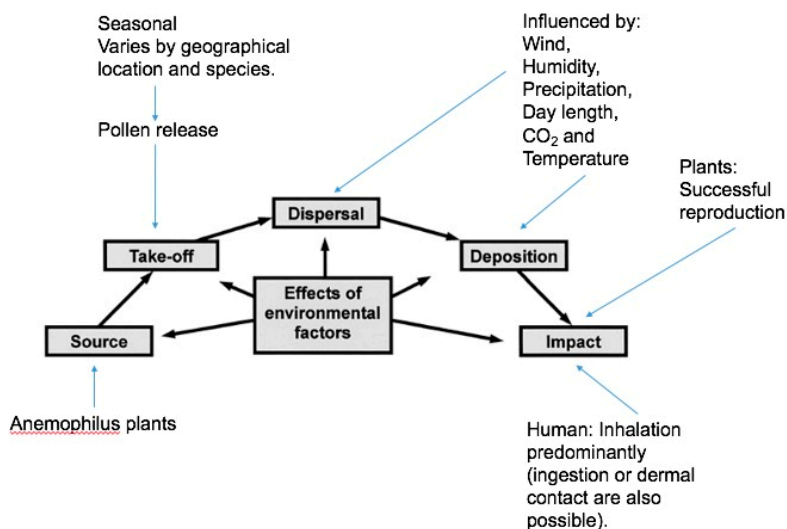 Seasonal
Varies by geographical
location and species.
Pollen release
Influenced by:
Wind,
Humidity,
Precipitation,
Day length,
CO₂ and
Temperature
Plants:
Successful
reproduction
Dispersal
Take-off
Deposition
Effects of
environmental
factors
Source
Impact
Anemophilus plants
Human: Inhalation
predominantly
(ingestion or dermal
contact are also
possible).